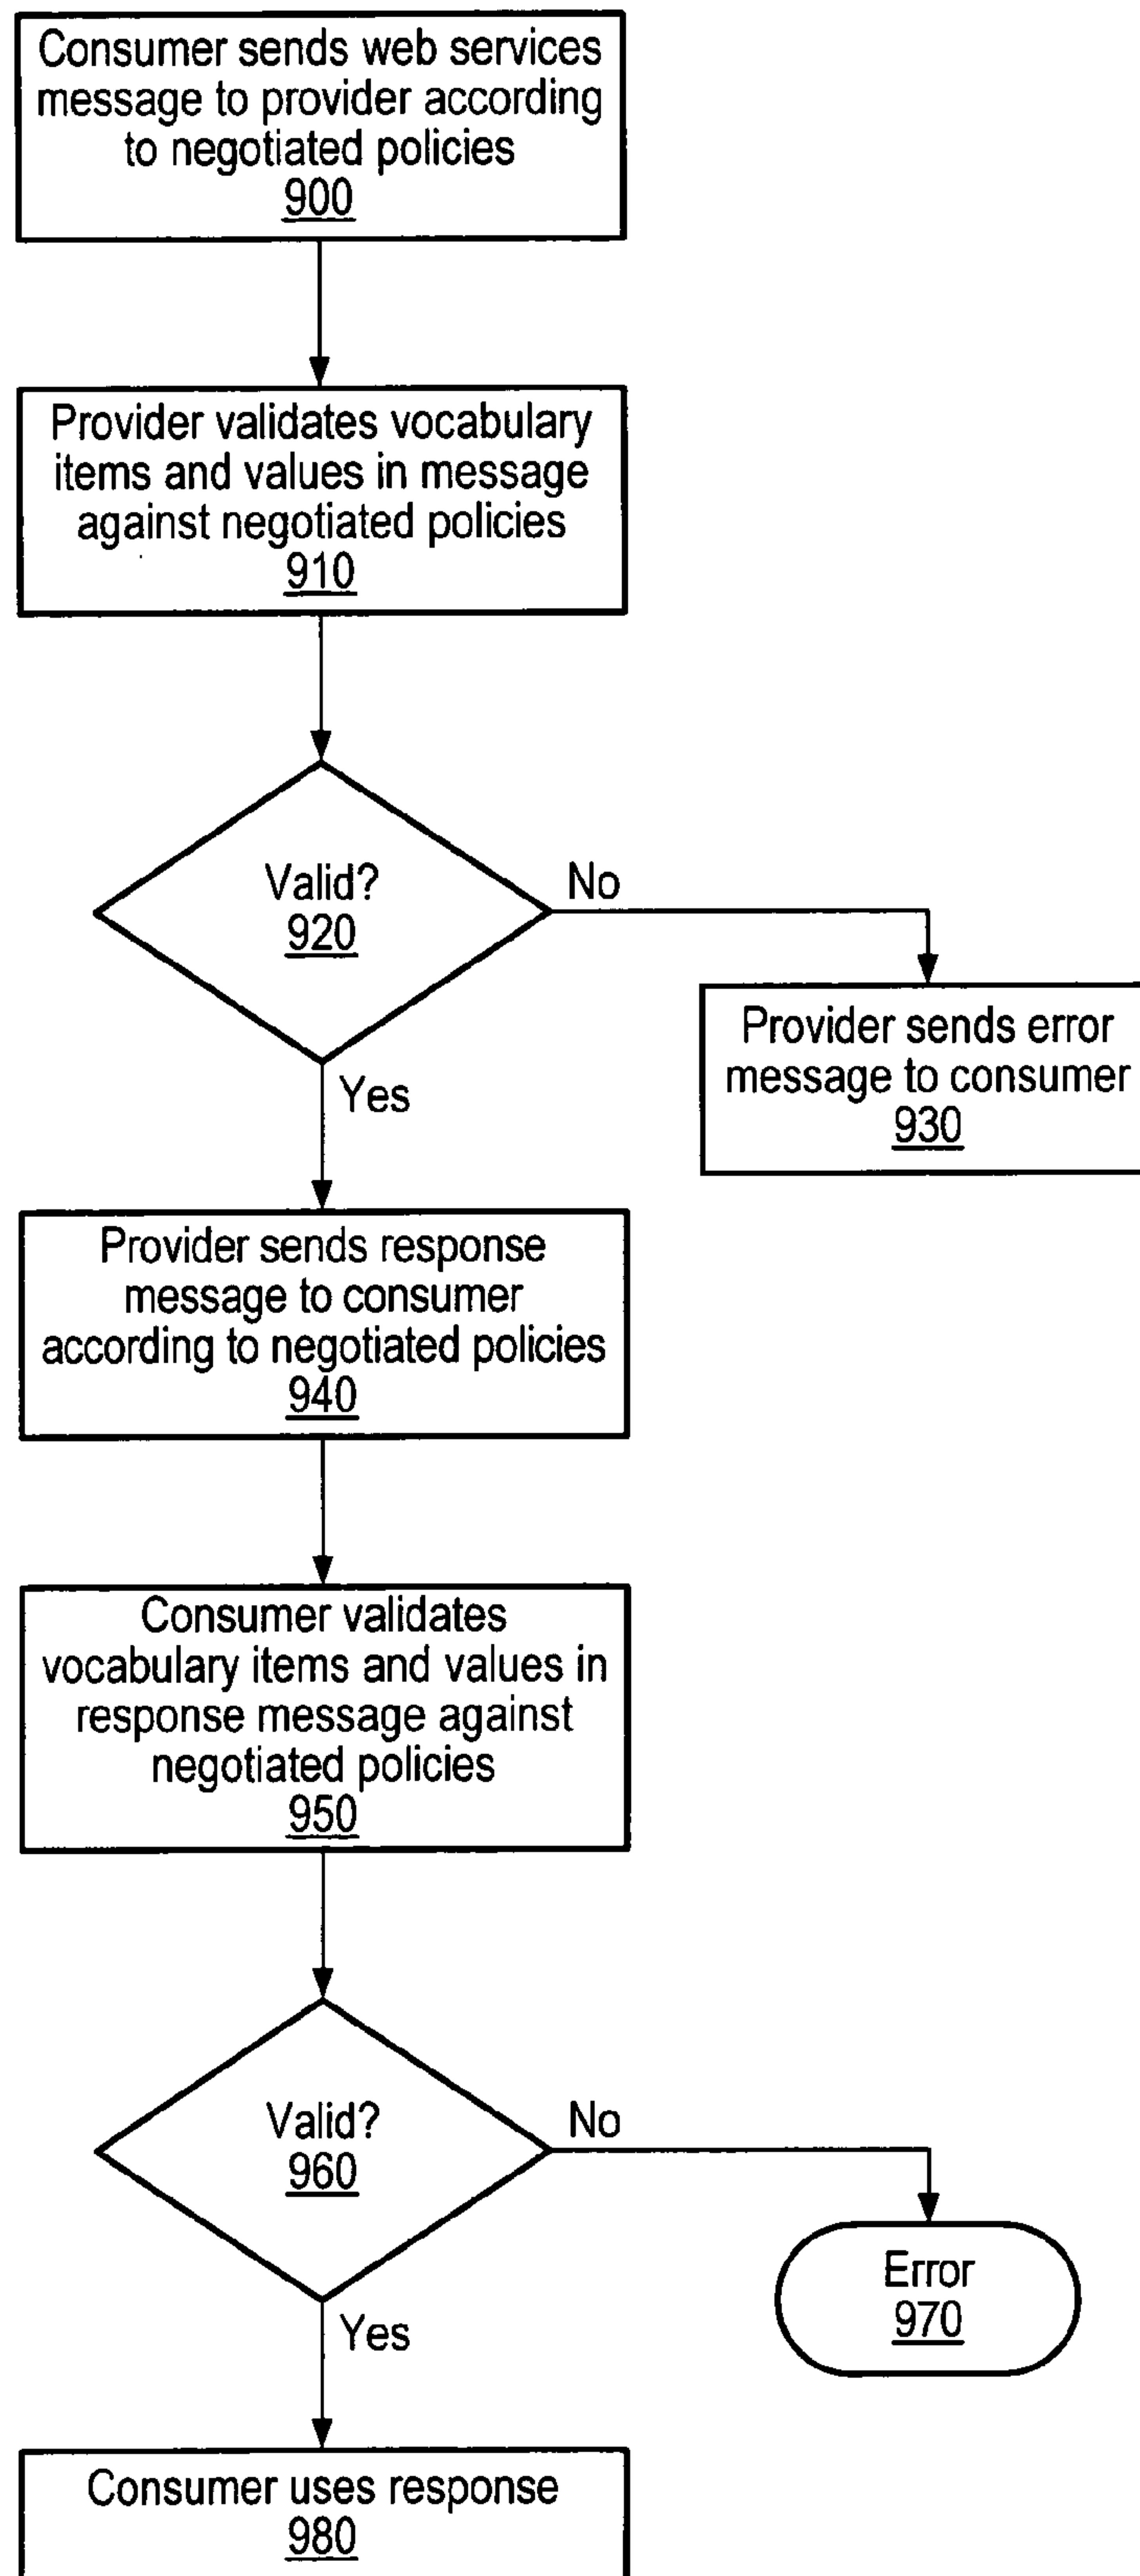 Consumer sends web services
message to provider according
to negotiated policies
900
Provider validates vocabulary
items and values in message
against negotiated policies
910
Valid?
920
No
Provider sends error
message to consumer
930
Yes
Provider sends response
message to consumer
according to negotiated policies
940
Consumer validates
vocabulary items and values in
response message against
negotiated policies
950
Valid?
960
No
Error
970
Yes
Consumer uses response
980